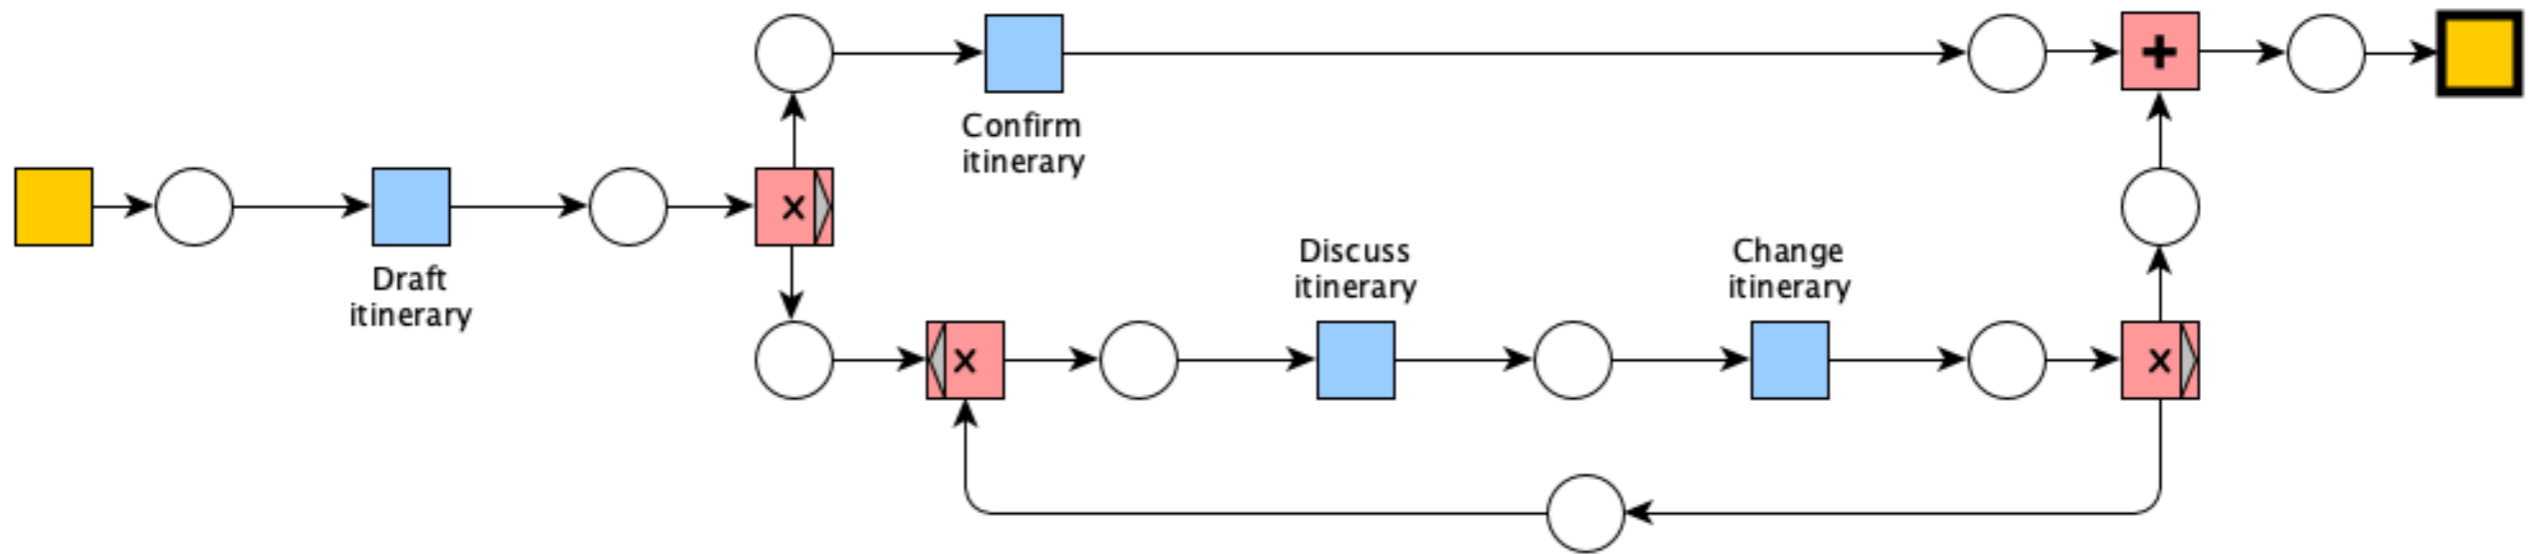 Confirm
itinerary
Draft
itinerary
x
Discuss
itinerary
Change
itinerary
x
x
+